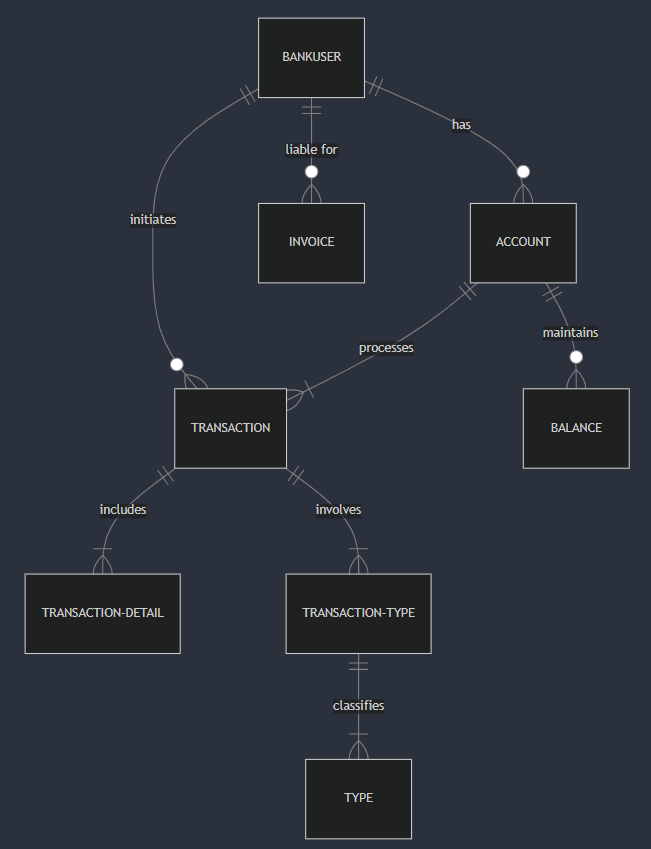 BANKUSER
has
liable for
initiates
INVOICE
ACCOUNT
maintains
processes
TRANSACTION
BALANCE
includes
involves
TRANSACTION-DETAIL
TRANSACTION-TYPE
classifies
TYPE